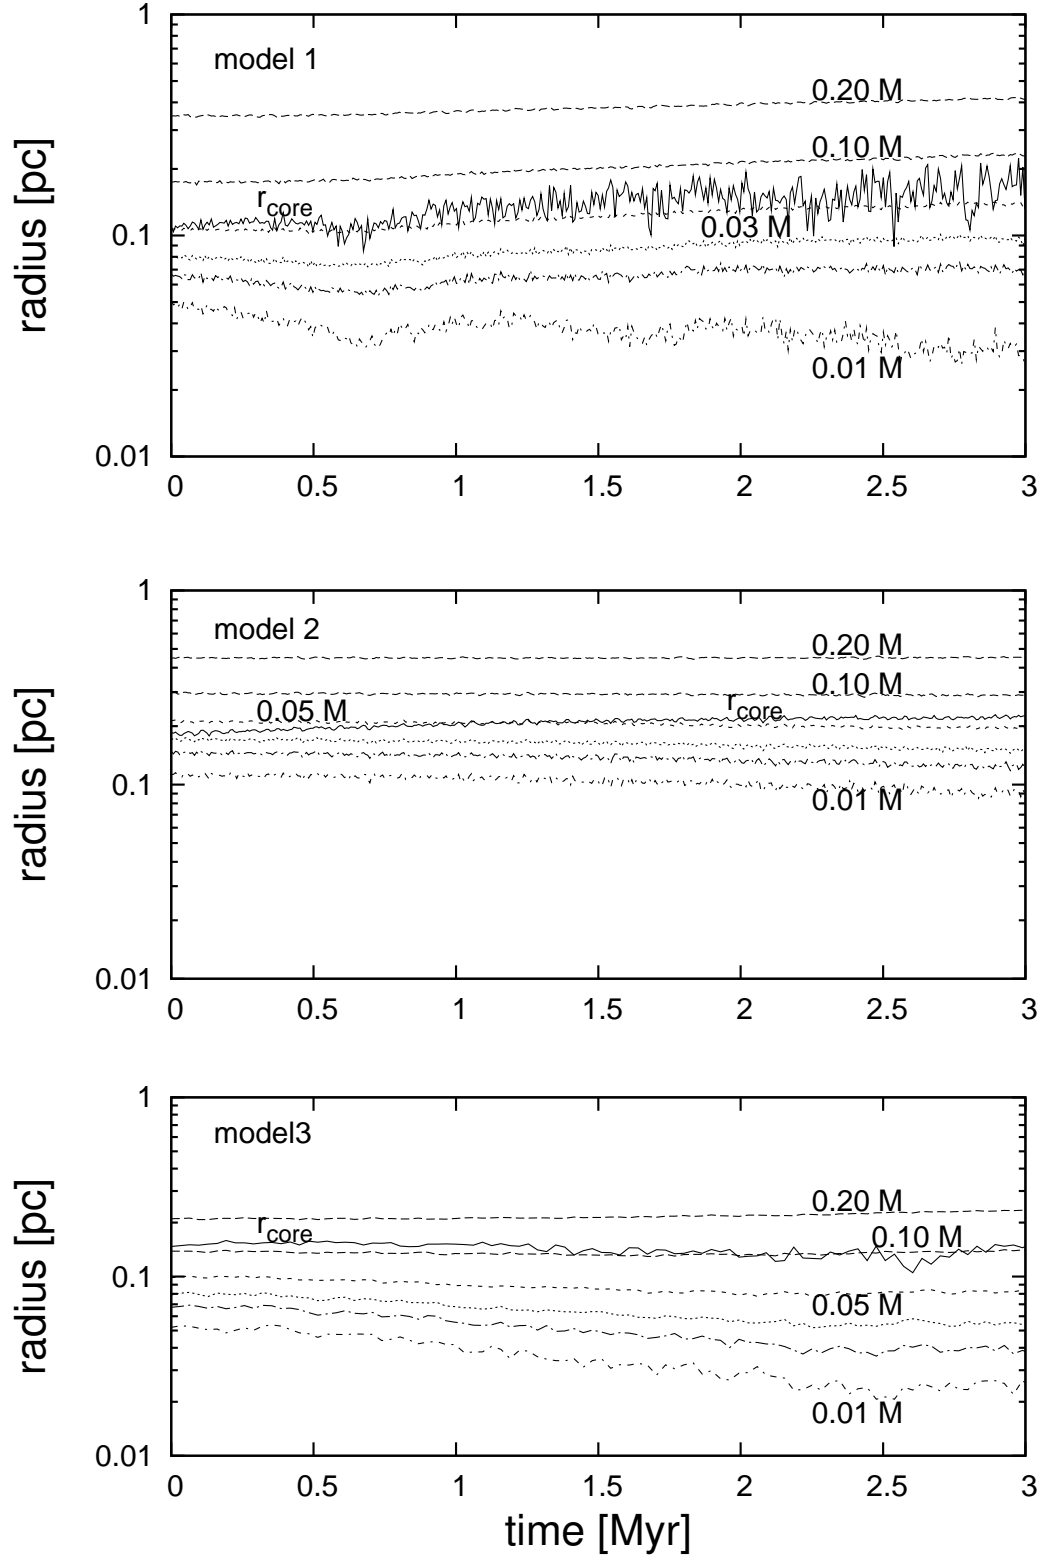 1
model 1
0.20 M
0.10 M
r_core
0.1
0.03 M
0.01 M
0.01
radius [pc]
0 0.5 1 1.5 2 2.5 3
1
model 2
0.20 M
0.10 M
0.05 M
r_core
0.1
0.01 M
0.01
radius [pc]
0 0.5 1 1.5 2 2.5 3
1
model3
0.20 M
r_core
0.10 M
0.1
0.05 M
0.01 M
0.01
radius [pc]
0 0.5 1 1.5 2 2.5 3
time [Myr]